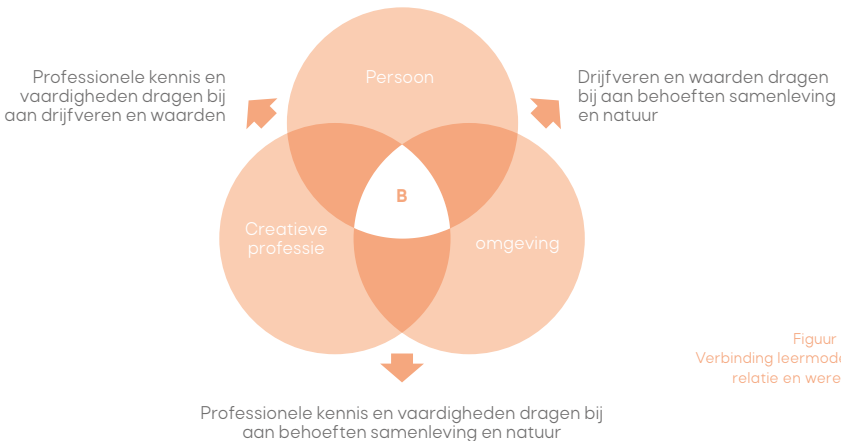 Persoon
Professionele kennis en
vaardigheden dragen bij
aan drijfveren en waarden
Drijfveren en waarden dragen
bij aan behoeften samenleving
en natuur
B
Creatieve
professie
omgeving
Figuur
Verbinding leermode
relatie en were
Professionele kennis en vaardigheden dragen bij
aan behoeften samenleving en natuur